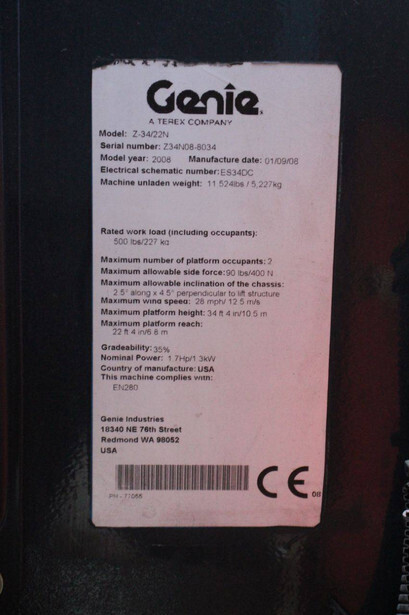 Genie
A TEREX COMPANY
Model: Z-34/22N
Serial number: Z34N08-8034
Model year: 2008 Manufacture date: 01/09/08
Electrical schematic number: ES34DC
Machine unladen weight: 11,524lbs / 5,227kg
Rated work load (including occupants):
500 lbs/227 kg
Maximum number of platform occupants: 2
Maximum allowable side force: 90 lbs/400 N
Maximum allowable inclination of the chassis:
2.5° along x 4.5° perpendicular to lift structure
Maximum wind speed: 28 mph/ 12.5 m/s
Maximum platform height: 34 ft 4 in/10.5 m
Maximum platform reach:
22 ft 4 in/6.8 m
Gradeability: 35%
Nominal Power: 1.7Hp/1.3kW
Country of manufacture: USA
This machine complies with:
EN280
Genie Industries
18340 NE 76th Street
Redmond WA 98052
USA
CE 08